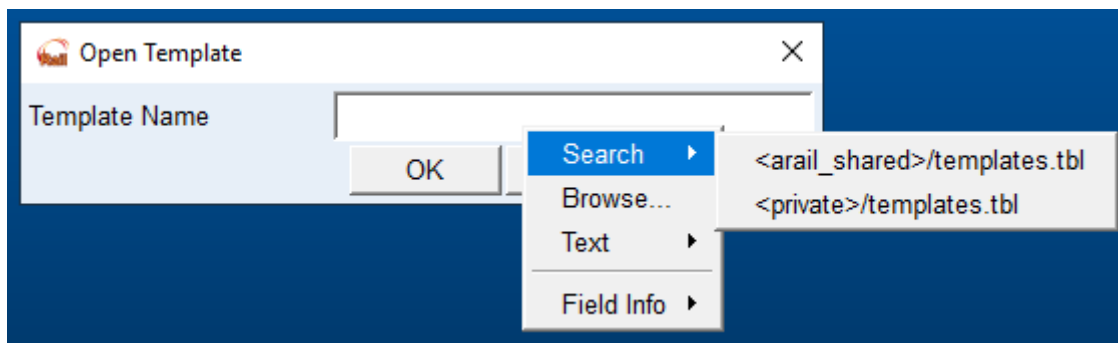 Open Template
Template Name
OK
Search
Browse...
Text
Field Info
<arail_shared>/templates.tbl
<private>/templates.tbl